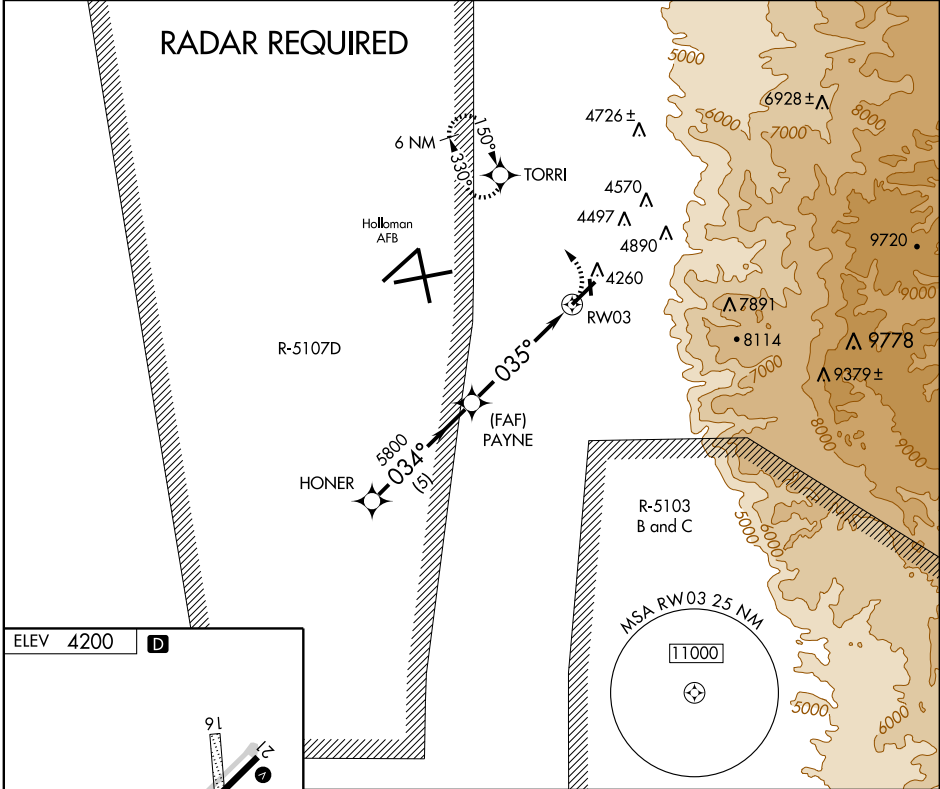 RADAR REQUIRED
5000
6928 ±
4726 ±
6000
7000
8000
6 NM
150°
330°
TORRI
4570
4497
4890
Holloman
AFB
9720
4260
9000
RW03
7891
R-5107D
8114
9778
035°
7000
9379 ±
(FAF)
PAYNE
8000
9000
5800
034°
(5)
HONER
R-5103
B and C
5000
6000
MSA RW03 25 NM
11000
ELEV 4200
D
5000
6000
16
21
V